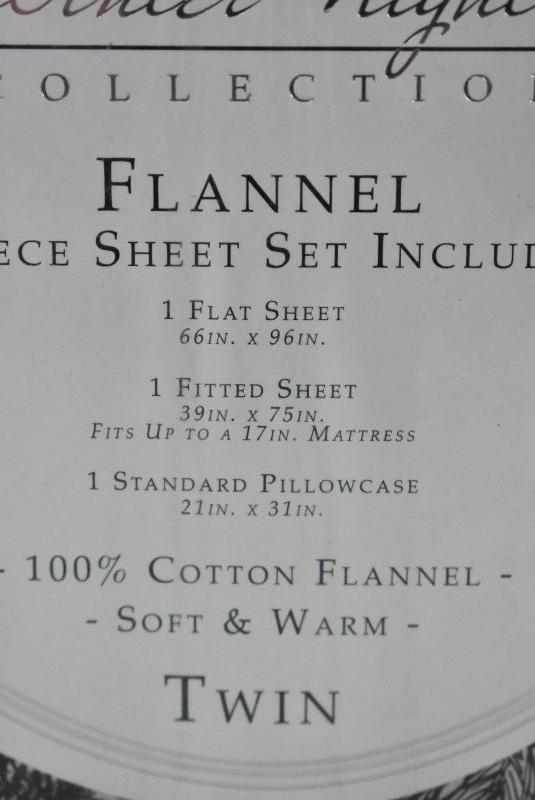 OLLECTIO
FLANNEL
ECE SHEET SET INCLUD
1 FLAT SHEET
66IN. X 96IN.
1 FITTED SHEET
39IN. X 75IN.
FITS UP TO A 17IN. MATTRESS
1 STANDARD PILLOWCASE
21IN. X 31IN.
- 100% COTTON FLANNEL -
- SOFT & WARM -
TWIN